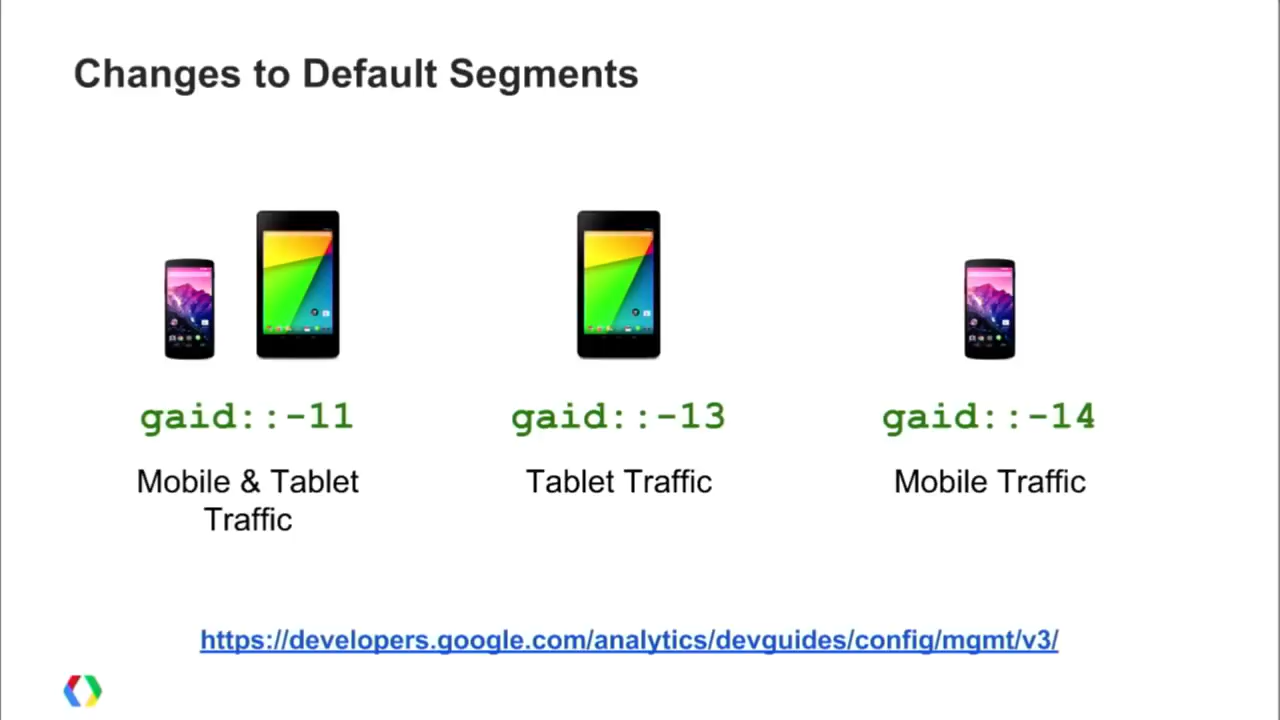 Changes to Default Segments
gaid::-11
gaid::-13
gaid::-14
Mobile & Tablet
Traffic
Tablet Traffic
Mobile Traffic
https://developers.google.com/analytics/devguides/config/mgmt/v3/